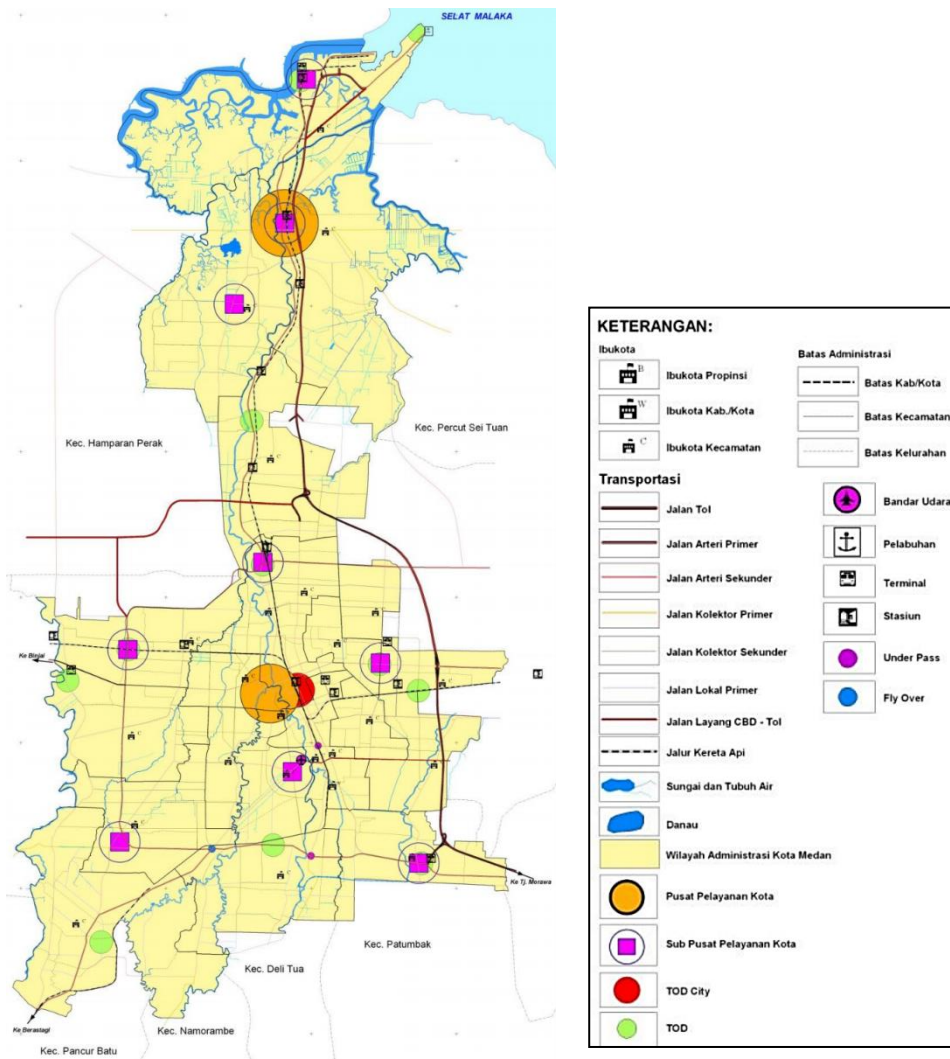 SELAT MALAKA
Kec. Hamparan Perak
Kec. Percut Sei Tuan
Ke Binjai
Ke Tj. Morawa
Kec. Patumbak
Kec. Deli Tua
Ke Berastagi
Kec. Namorambe
Kec. Pancur Batu
KETERANGAN:
Ibukota
B
Ibukota Propinsi
W
Ibukota Kab./Kota
C
Ibukota Kecamatan
Batas Administrasi
Batas Kab/Kota
Batas Kecamatan
Batas Kelurahan
Transportasi
Jalan Tol
Jalan Arteri Primer
Jalan Arteri Sekunder
Jalan Kolektor Primer
Jalan Kolektor Sekunder
Jalan Lokal Primer
Jalan Layang CBD - Tol
Jalur Kereta Api
Sungai dan Tubuh Air
Danau
Wilayah Administrasi Kota Medan
Pusat Pelayanan Kota
Sub Pusat Pelayanan Kota
TOD City
TOD
Bandar Udara
Pelabuhan
Terminal
Stasiun
Under Pass
Fly Over